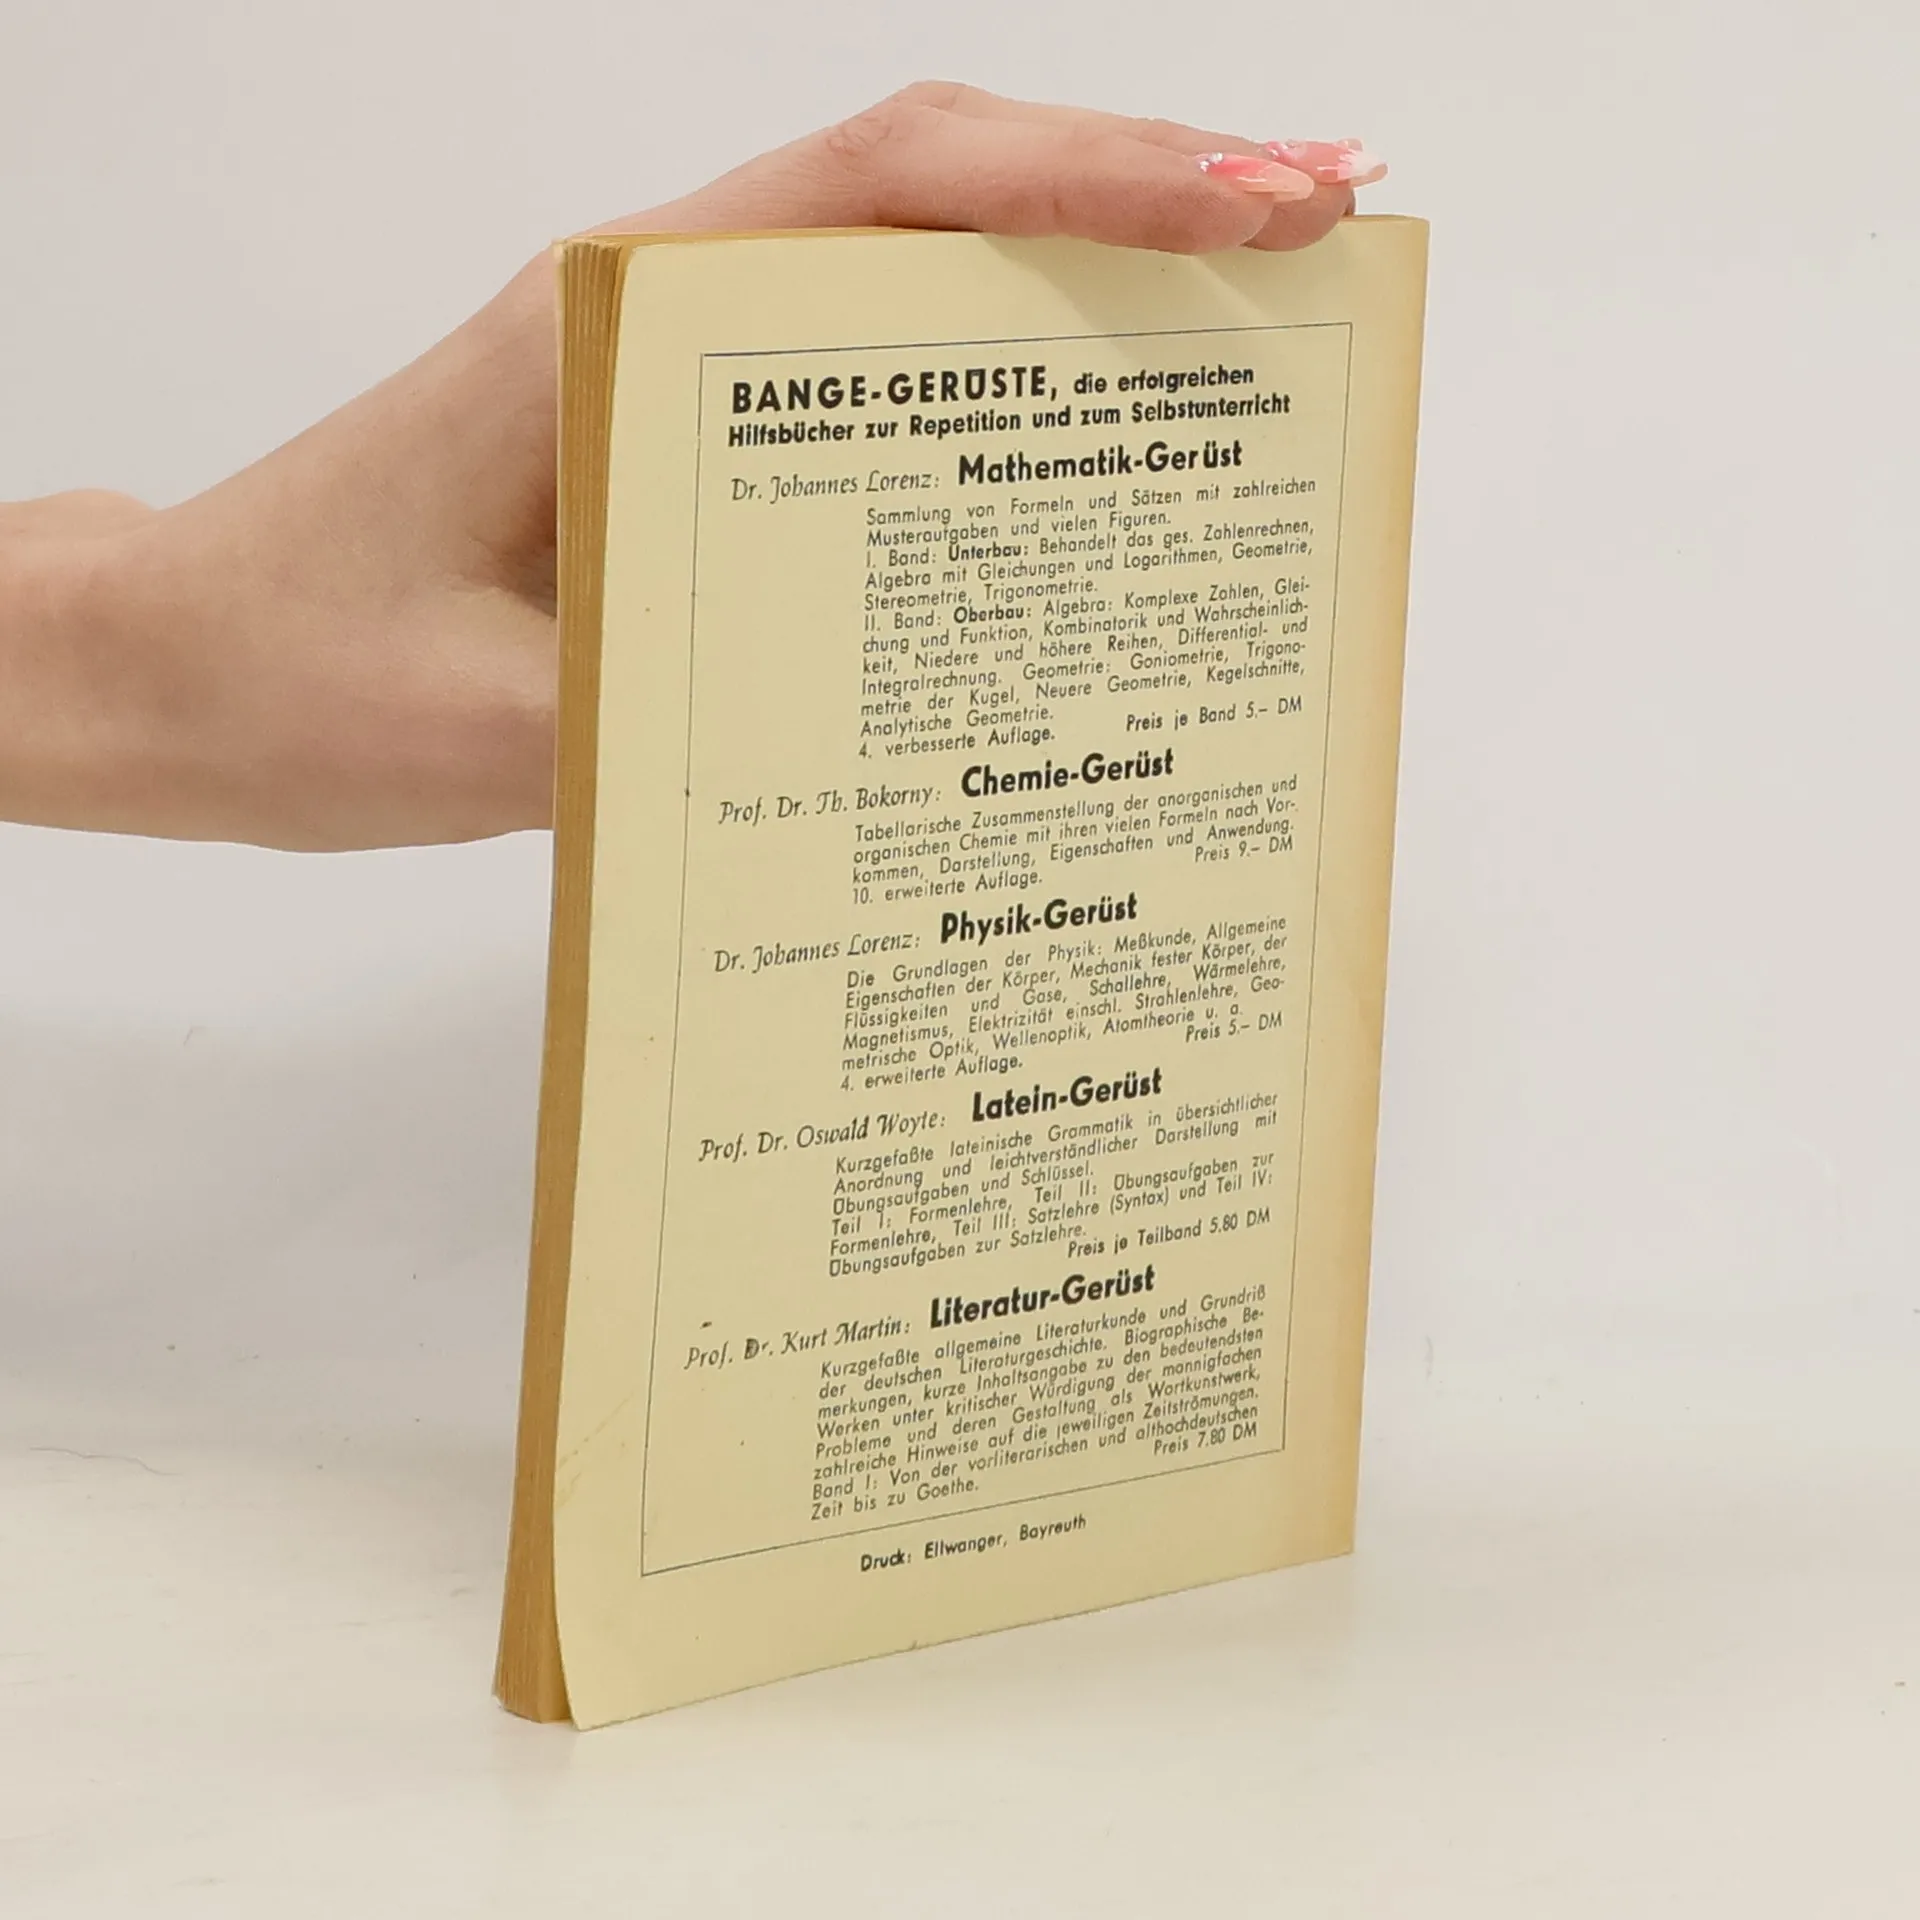 BANGE-GERÜSTE, die erfolgreichen
Hilfsbücher zur Repetition und zum Selbstunterricht
Dr. Johannes Lorenz: Mathematik-Gerüst
Sammlung von Formeln und Sätzen mit zahlreichen
Musteraufgaben und vielen Figuren.
I. Band: Unterbau: Behandelt das ges. Zahlenrechnen,
Algebra mit Gleichungen und Logarithmen, Geometrie,
Stereometrie, Trigonometrie.
II. Band: Oberbau: Algebra: Komplexe Zahlen, Glei-
chung und Funktion, Kombinatorik und Wahrscheinlich-
keit, Niedere und höhere Reihen, Differential- und
Integralrechnung. Geometrie: Goniometrie, Trigono-
metrie der Kugel, Neuere Geometrie, Kegelschnitte,
Analytische Geometrie.
4. verbesserte Auflage. Preis je Band 5.– DM
Prof. Dr. Th. Bokorny: Chemie-Gerüst
Tabellarische Zusammenstellung der anorganischen und
organischen Chemie mit ihren vielen Formeln nach Vor-
kommen, Darstellung, Eigenschaften und Anwendung.
10. erweiterte Auflage. Preis 9.– DM
Dr. Johannes Lorenz: Physik-Gerüst
Die Grundlagen der Physik: Meßkunde, Allgemeine
Eigenschaften der Körper, Mechanik fester Körper, der
Flüssigkeiten und Gase, Schallehre, Wärmelehre,
Magnetismus, Elektrizität einschl. Strahlenlehre, Geo-
metrische Optik, Wellenoptik, Atomtheorie u. a.
4. erweiterte Auflage. Preis 5.– DM
Prof. Dr. Oswald Woyte: Latein-Gerüst
Kurzgefaßte lateinische Grammatik in übersichtlicher
Anordnung und leichtverständlicher Darstellung mit
Übungsaufgaben und Schlüssel.
Teil I: Formenlehre, Teil II: Übungsaufgaben zur
Formenlehre, Teil III: Satzlehre (Syntax) und Teil IV:
Übungsaufgaben zur Satzlehre.
Preis je Teilband 5.80 DM
Prof. Dr. Kurt Martin: Literatur-Gerüst
Kurzgefaßte allgemeine Literaturkunde und Grundriß
der deutschen Literaturgeschichte. Biographische Be-
merkungen, kurze Inhaltsangabe zu den bedeutendsten
Werken unter kritischer Würdigung der mannigfachen
Probleme und deren Gestaltung als Wortkunstwerk,
zahlreiche Hinweise auf die jeweiligen Zeitströmungen.
Band I: Von der vorliterarischen und althochdeutschen
Zeit bis zu Goethe. Preis 7.80 DM
Druck: Ellwanger, Bayreuth